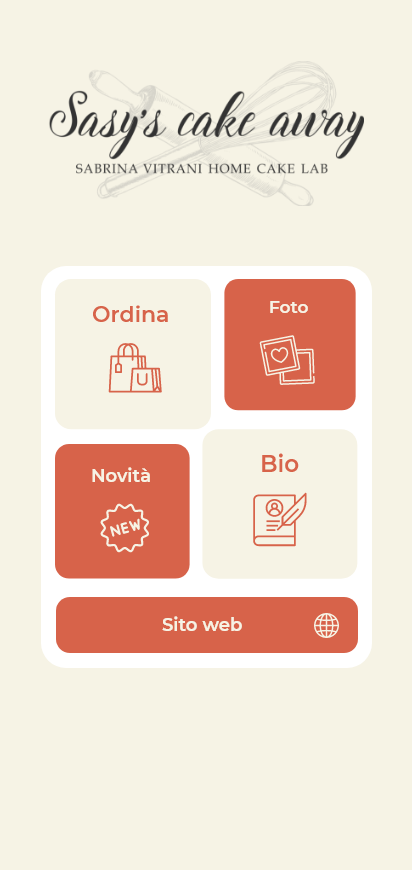 Sasy's cake away
SABRINA VITRANI HOME CAKE LAB
Ordina
Foto
Novità
NEW
Bio
Sito web